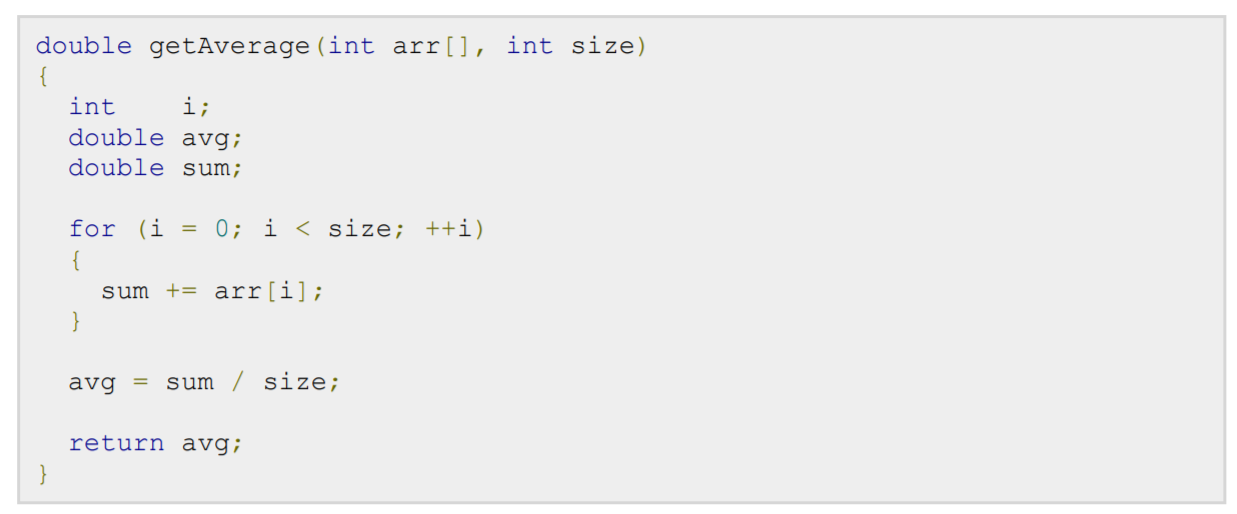 double getAverage(int arr[], int size)
{
  int    i;
  double avg;
  double sum;

  for (i = 0; i < size; ++i)
  {
    sum += arr[i];
  }

  avg = sum / size;

  return avg;
}